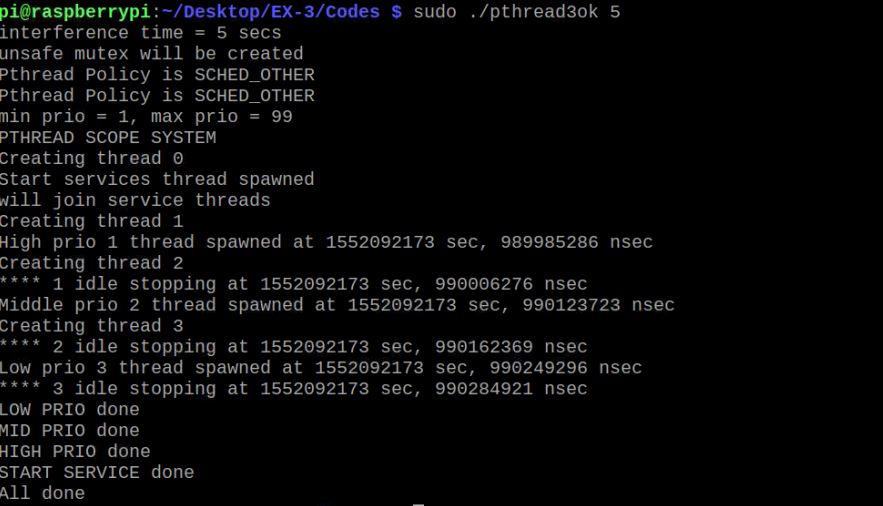 pi@raspberrypi:~/Desktop/EX-3/Codes $ sudo ./pthread3ok 5
interference time = 5 secs
unsafe mutex will be created
Pthread Policy is SCHED_OTHER
Pthread Policy is SCHED_OTHER
min prio = 1, max prio = 99
PTHREAD SCOPE SYSTEM
Creating thread 0
Start services thread spawned
will join service threads
Creating thread 1
High prio 1 thread spawned at 1552092173 sec, 989985286 nsec
Creating thread 2
**** 1 idle stopping at 1552092173 sec, 990006276 nsec
Middle prio 2 thread spawned at 1552092173 sec, 990123723 nsec
Creating thread 3
**** 2 idle stopping at 1552092173 sec, 990162369 nsec
Low prio 3 thread spawned at 1552092173 sec, 990249296 nsec
**** 3 idle stopping at 1552092173 sec, 990284921 nsec
LOW PRIO done
MID PRIO done
HIGH PRIO done
START SERVICE done
All done